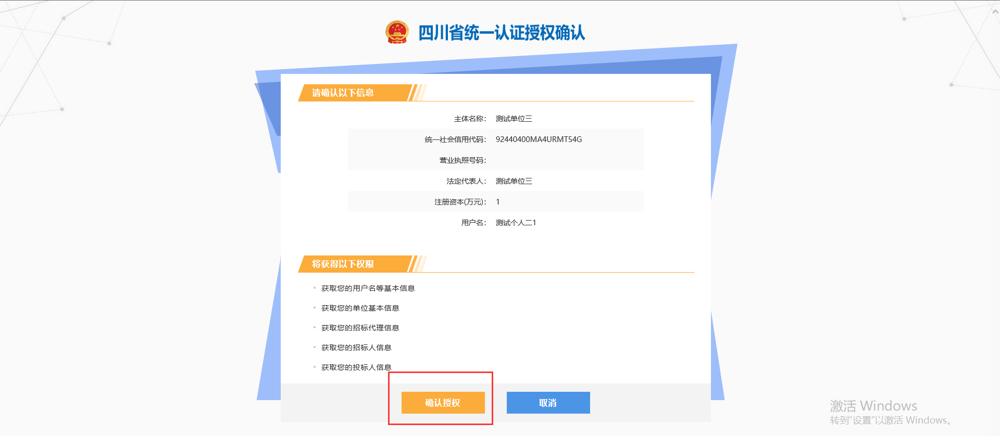 四川省统一认证授权确认
请确认以下信息
主体名称： 测试单位三
统一社会信用代码： 92440400MA4URMT54G
营业执照号码：
法定代表人： 测试单位三
注册资本(万元)： 1
用户名： 测试个人二1
将获得以下权限
获取您的用户名等基本信息
获取您的单位基本信息
获取您的招标代理信息
获取您的招标人信息
获取您的投标人信息
确认授权 取消
激活 Windows
转到“设置”以激活 Windows。